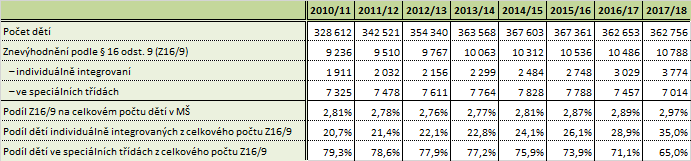 2010/11 2011/12 2012/13 2013/14 2014/15 2015/16 2016/17 2017/18
Počet dětí 328 612 342 521 354 340 363 568 367 603 367 361 362 653 362 756
Znevýhodnění podle § 16 odst. 9 (Z16/9) 9 236 9 510 9 767 10 063 10 312 10 536 10 486 10 788
– individuálně integrovaní 1 911 2 032 2 156 2 299 2 484 2 748 3 029 3 774
– ve speciálních třídách 7 325 7 478 7 611 7 764 7 828 7 788 7 457 7 014
Podíl Z16/9 na celkovém počtu dětí v MŠ 2,81% 2,78% 2,76% 2,77% 2,81% 2,87% 2,89% 2,97%
Podíl dětí individuálně integrovaných z celkového počtu Z16/9 20,7% 21,4% 22,1% 22,8% 24,1% 26,1% 28,9% 35,0%
Podíl dětí ve speciálních třídách z celkového počtu Z16/9 79,3% 78,6% 77,9% 77,2% 75,9% 73,9% 71,1% 65,0%